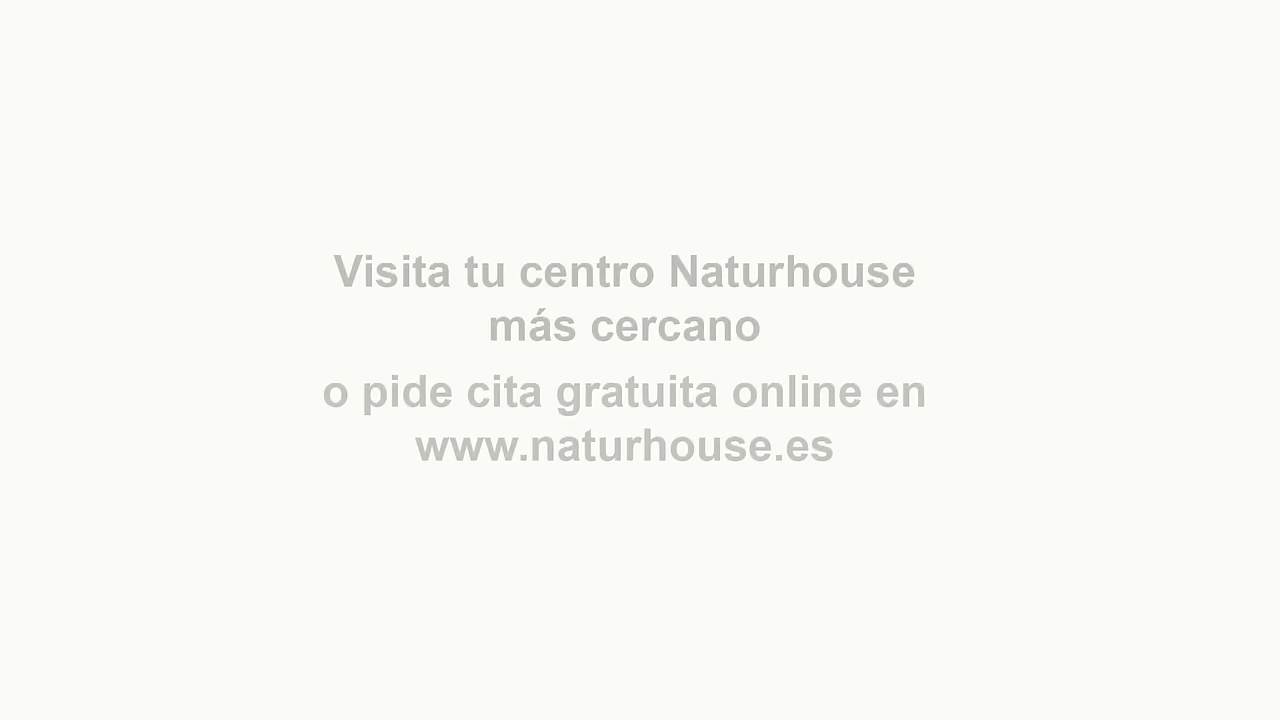 Visita tu centro Naturhouse
más cercano
o pide cita gratuita online en
www.naturhouse.es